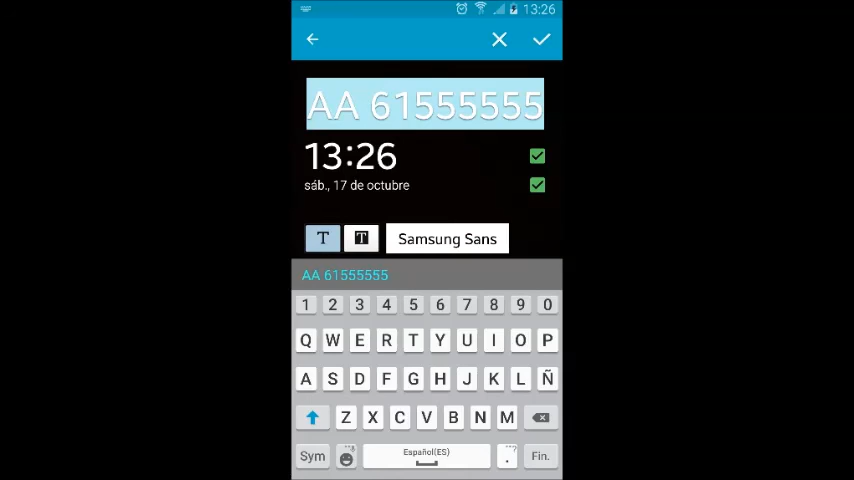 13:26
AA 61555555
13:26
sáb., 17 de octubre
T T Samsung Sans
AA 61555555
1 2 3 4 5 6 7 8 9 0
Q W E R T Y U I O P
A S D F G H J K L Ñ
Z X C V B N M
Español(ES)
Sym . Fin.